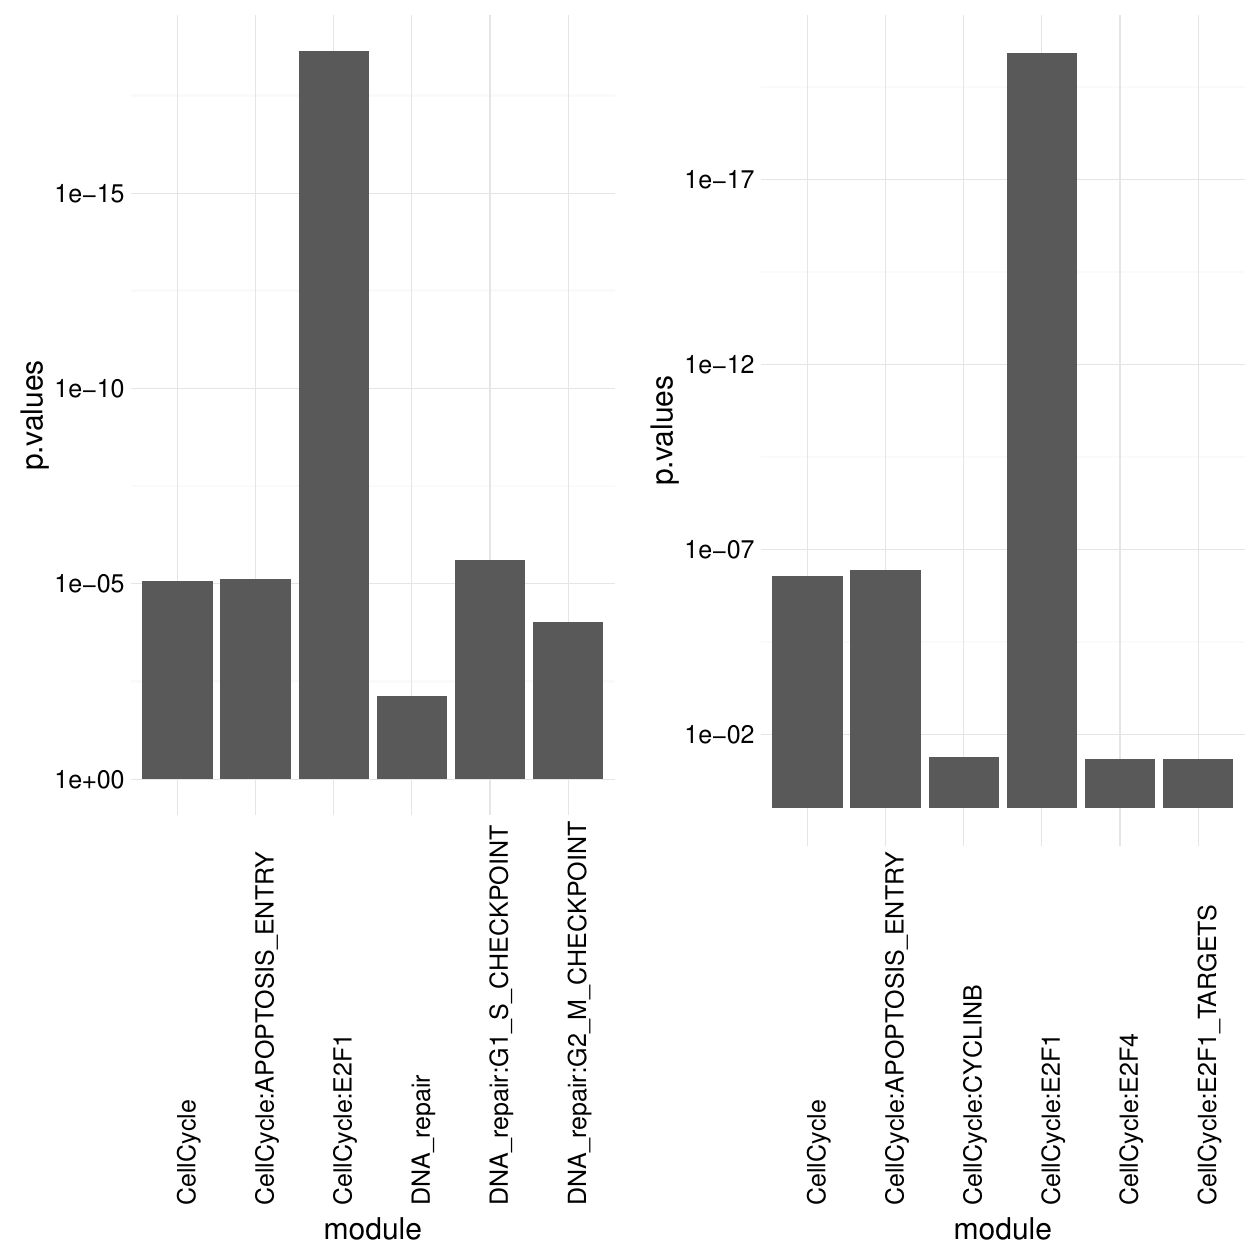 p.values
1e−15
1e−10
1e−05
1e+00
CellCycle
CellCycle:APOPTOSIS_ENTRY
CellCycle:E2F1
DNA_repair
DNA_repair:G1_S_CHECKPOINT
DNA_repair:G2_M_CHECKPOINT
module
p.values
1e−17
1e−12
1e−07
1e−02
CellCycle
CellCycle:APOPTOSIS_ENTRY
CellCycle:CYCLINB
CellCycle:E2F1
CellCycle:E2F4
CellCycle:E2F1_TARGETS
module